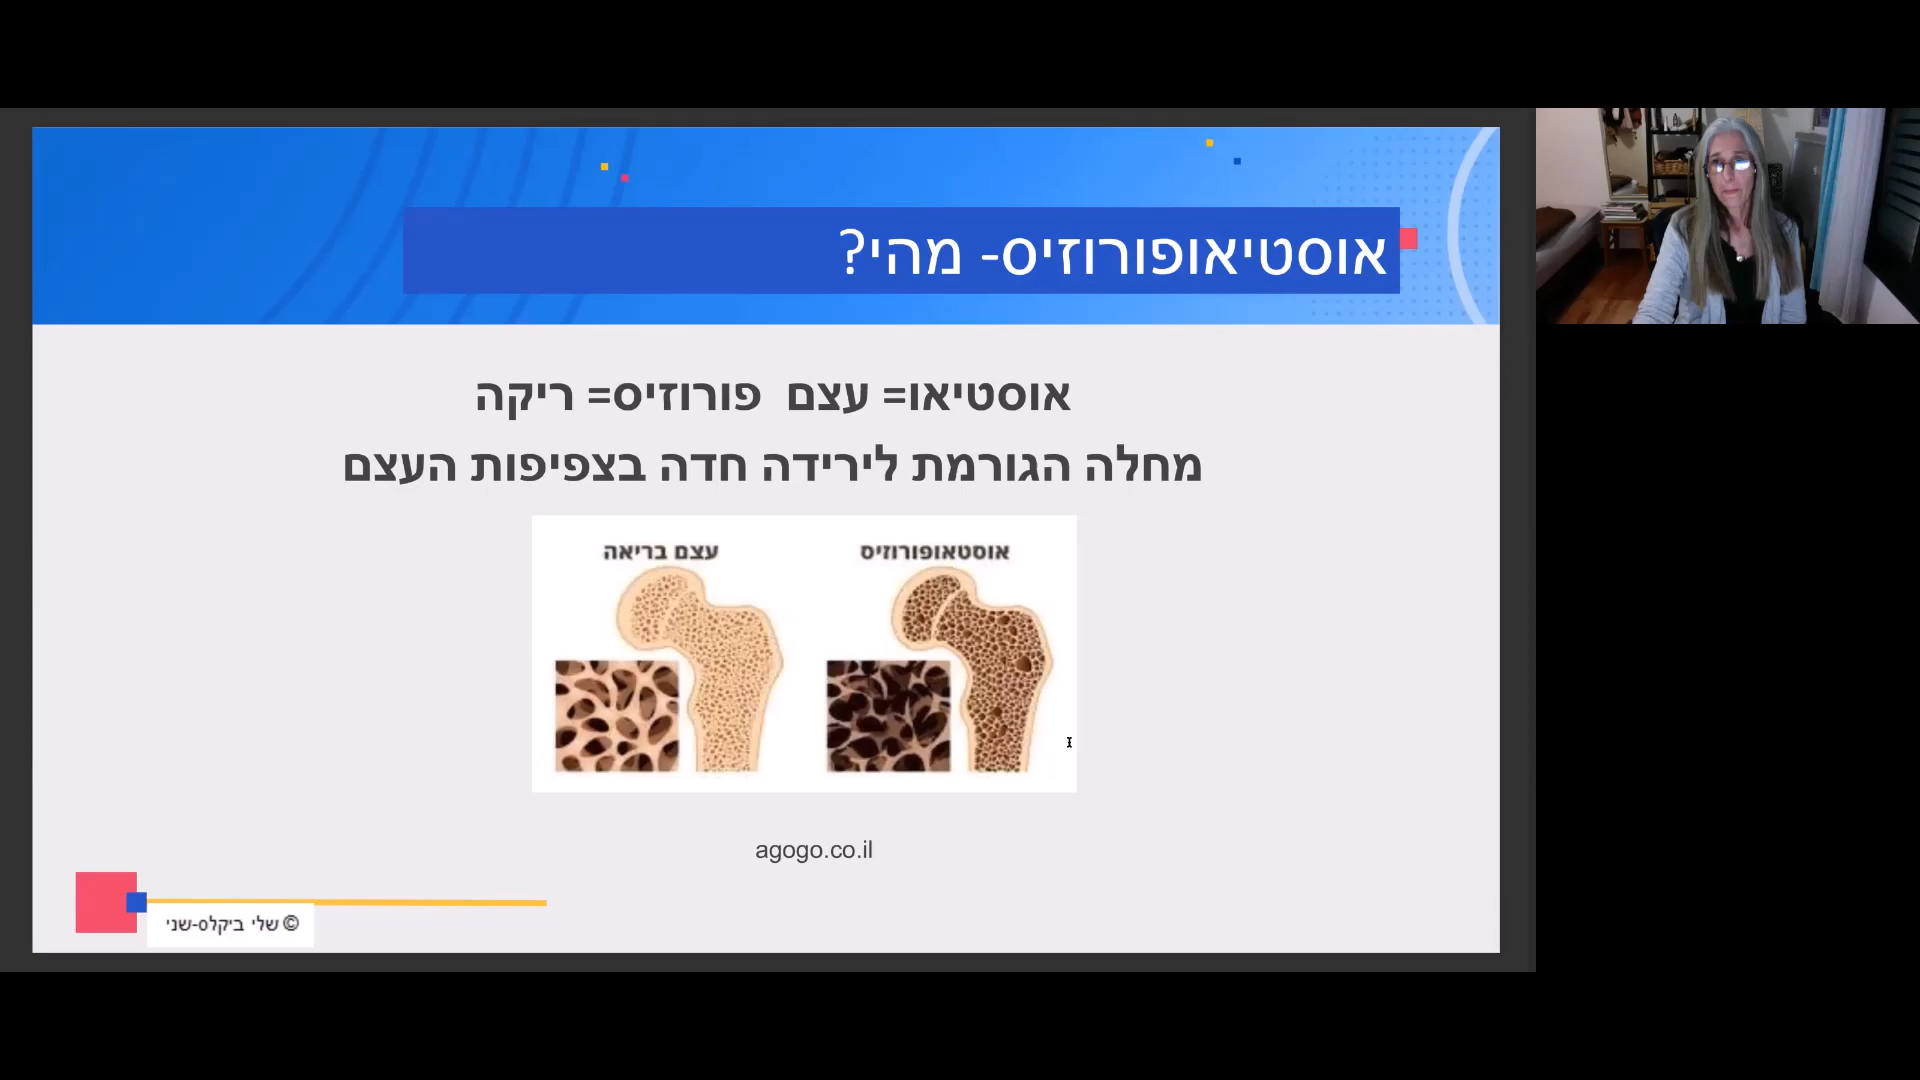 אוסטיאופורוזיס- מהי?
אוסטיאו= עצם  פורוזיס= ריקה
מחלה הגורמת לירידה חדה בצפיפות העצם
אוסטאופורוזיס
עצם בריאה
agogo.co.il
© שלי ביקלס-שני